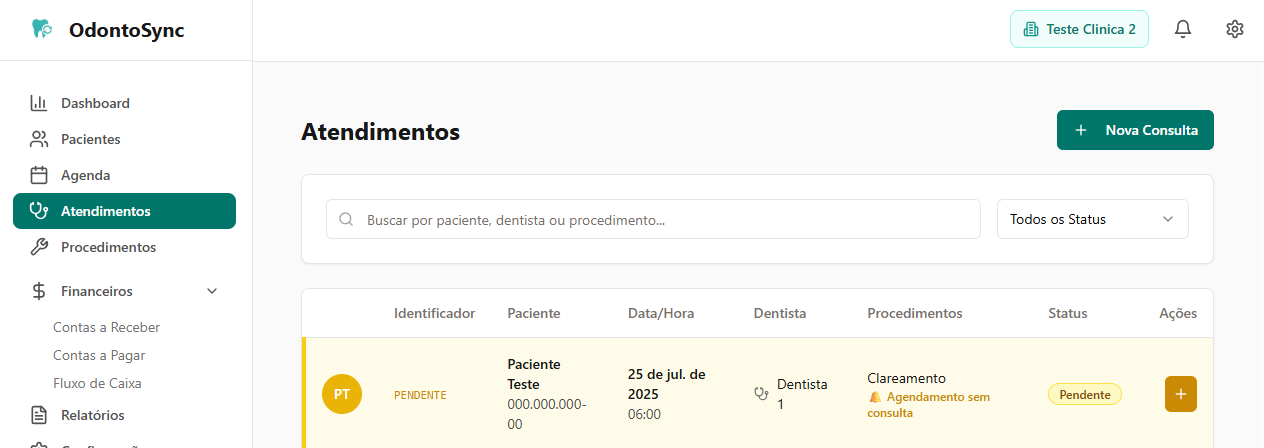 OdontoSync
Teste Clinica 2
Dashboard
Pacientes
Agenda
Atendimentos
Procedimentos
Financeiros
Contas a Receber
Contas a Pagar
Fluxo de Caixa
Relatórios
Atendimentos
Nova Consulta
Buscar por paciente, dentista ou procedimento...
Todos os Status
Identificador Paciente Data/Hora Dentista Procedimentos Status Ações
PT
PENDENTE
Paciente
Teste
000.000.000-
00
25 de jul. de
2025
06:00
Dentista
1
Clareamento
Agendamento sem
consulta
Pendente